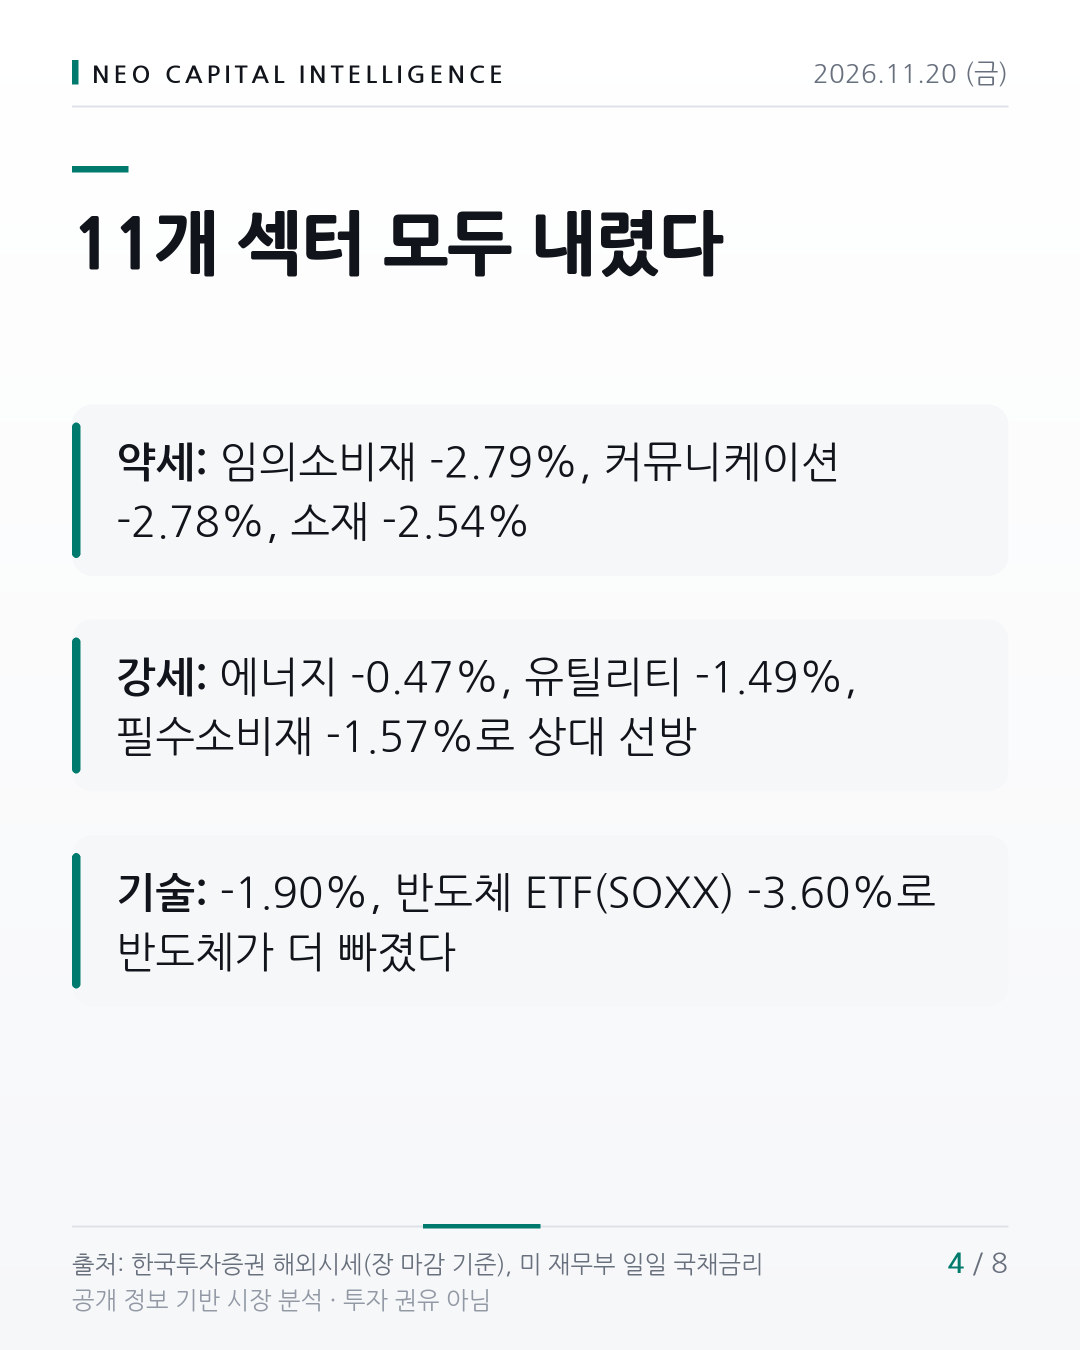 NEO CAPITAL INTELLIGENCE
2026.11.20 (금)
11개 섹터 모두 내렸다
약세: 임의소비재 -2.79%, 커뮤니케이션
-2.78%, 소재 -2.54%
강세: 에너지 -0.47%, 유틸리티 -1.49%,
필수소비재 -1.57%로 상대 선방
기술: -1.90%, 반도체 ETF(SOXX) -3.60%로
반도체가 더 빠졌다
출처: 한국투자증권 해외시세(장 마감 기준), 미 재무부 일일 국채금리
4 / 8
공개 정보 기반 시장 분석 · 투자 권유 아님